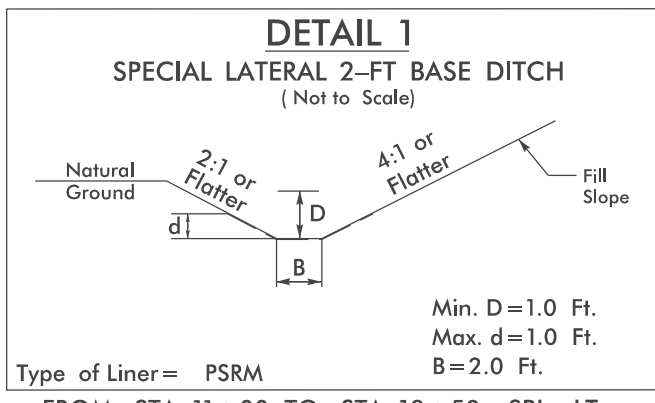 DETAIL 1
SPECIAL LATERAL 2-FT BASE DITCH
( Not to Scale)
2:1 or
Flatter
4:1 or
Flatter
Natural
Ground
Fill
Slope
D
d
B
Min. D=1.0 Ft.
Max. d=1.0 Ft.
B=2.0 Ft.
Type of Liner= PSRM